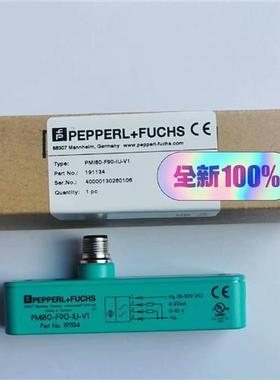 PEPPERL+FUCHS CE
68307 Mannheim, Germany www.pepperl-fuchs.com
Type: PMI80-F90-IU-V1
Part No.: 191134
Ser.No.: 40000130260106
Quantity: 1 pc
全新100%
PEPPERL+FUCHS CE
PMI80-F90-IU-V1
Part No. 191134
4-20mA
0-10 V